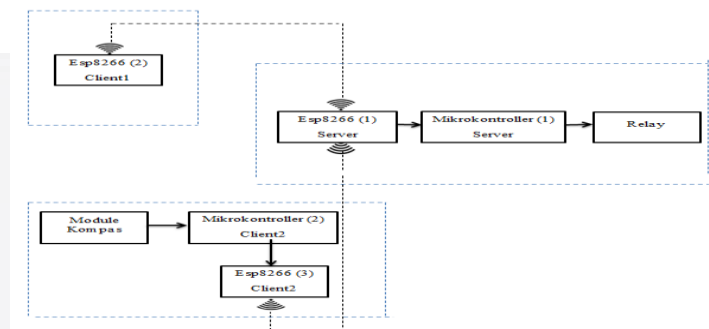 Esp8266 (2)
Client1
Esp8266 (1)
Server
Mikrokontroller (1)
Server
Relay
Module
Kompas
Mikrokontroller (2)
Client2
Esp8266 (3)
Client2